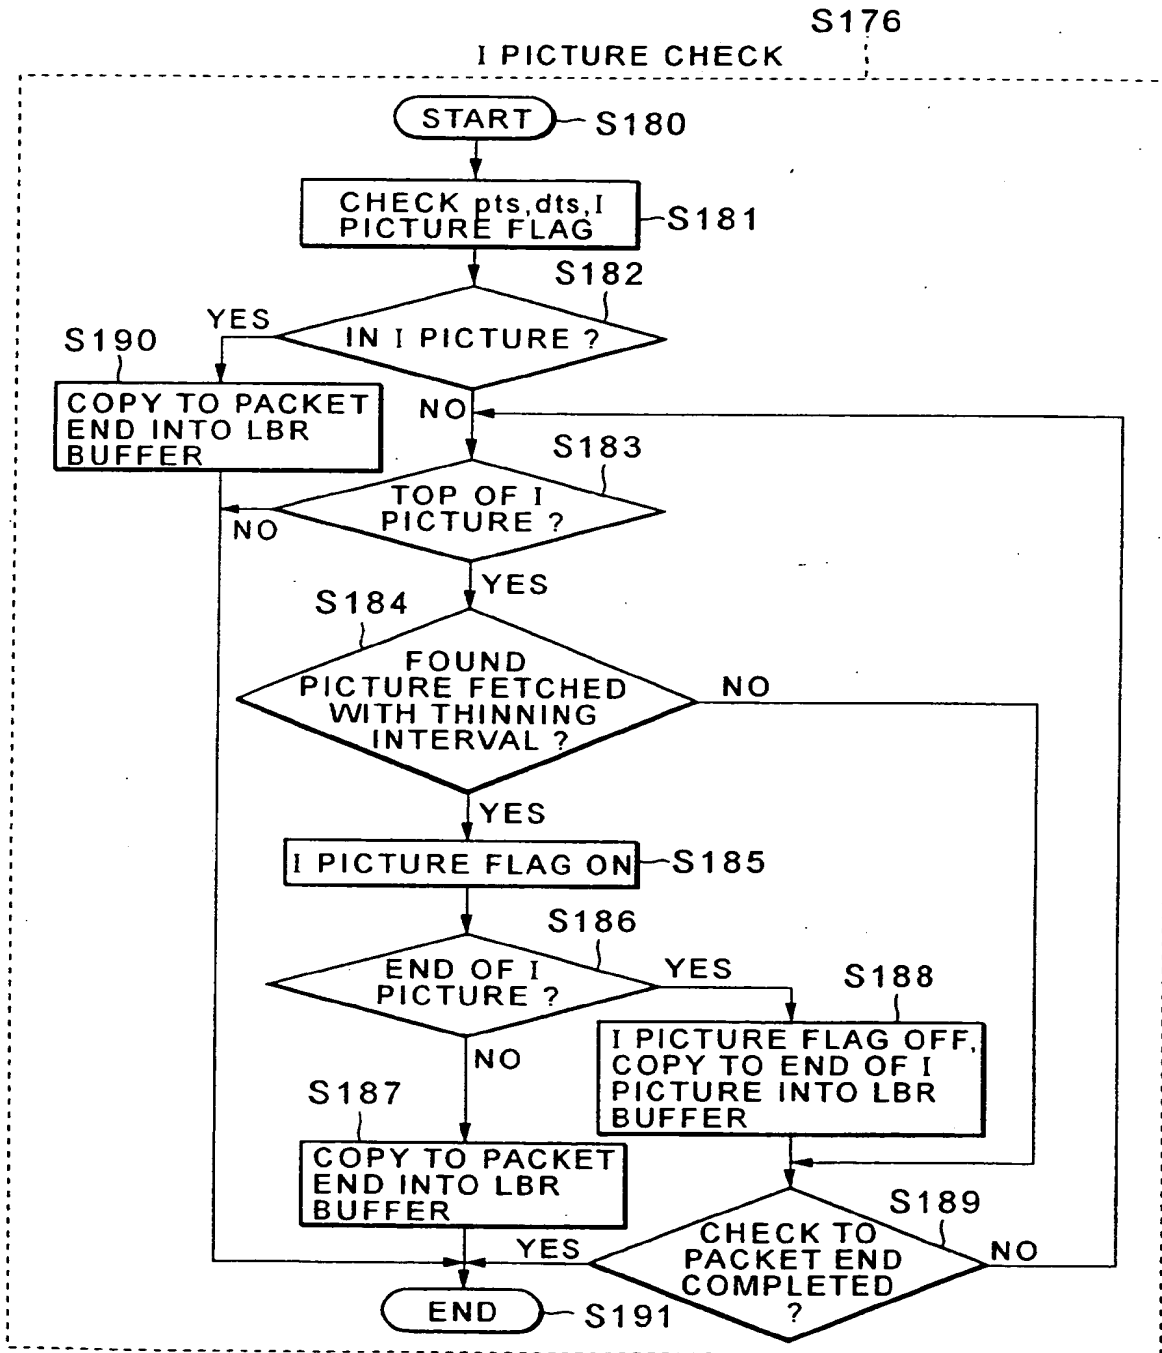 S176
I PICTURE CHECK
START
S180
CHECK pts,dts,I
PICTURE FLAG
S181
S182
IN I PICTURE ?
YES
S190
COPY TO PACKET
END INTO LBR
BUFFER
NO
S183
TOP OF I
PICTURE ?
NO
YES
S184
FOUND
PICTURE FETCHED
WITH THINNING
INTERVAL ?
NO
YES
I PICTURE FLAG ON
S185
S186
END OF I
PICTURE ?
YES
S188
I PICTURE FLAG OFF,
COPY TO END OF I
PICTURE INTO LBR
BUFFER
NO
S187
COPY TO PACKET
END INTO LBR
BUFFER
S189
CHECK TO
PACKET END
COMPLETED
?
YES
NO
END
S191